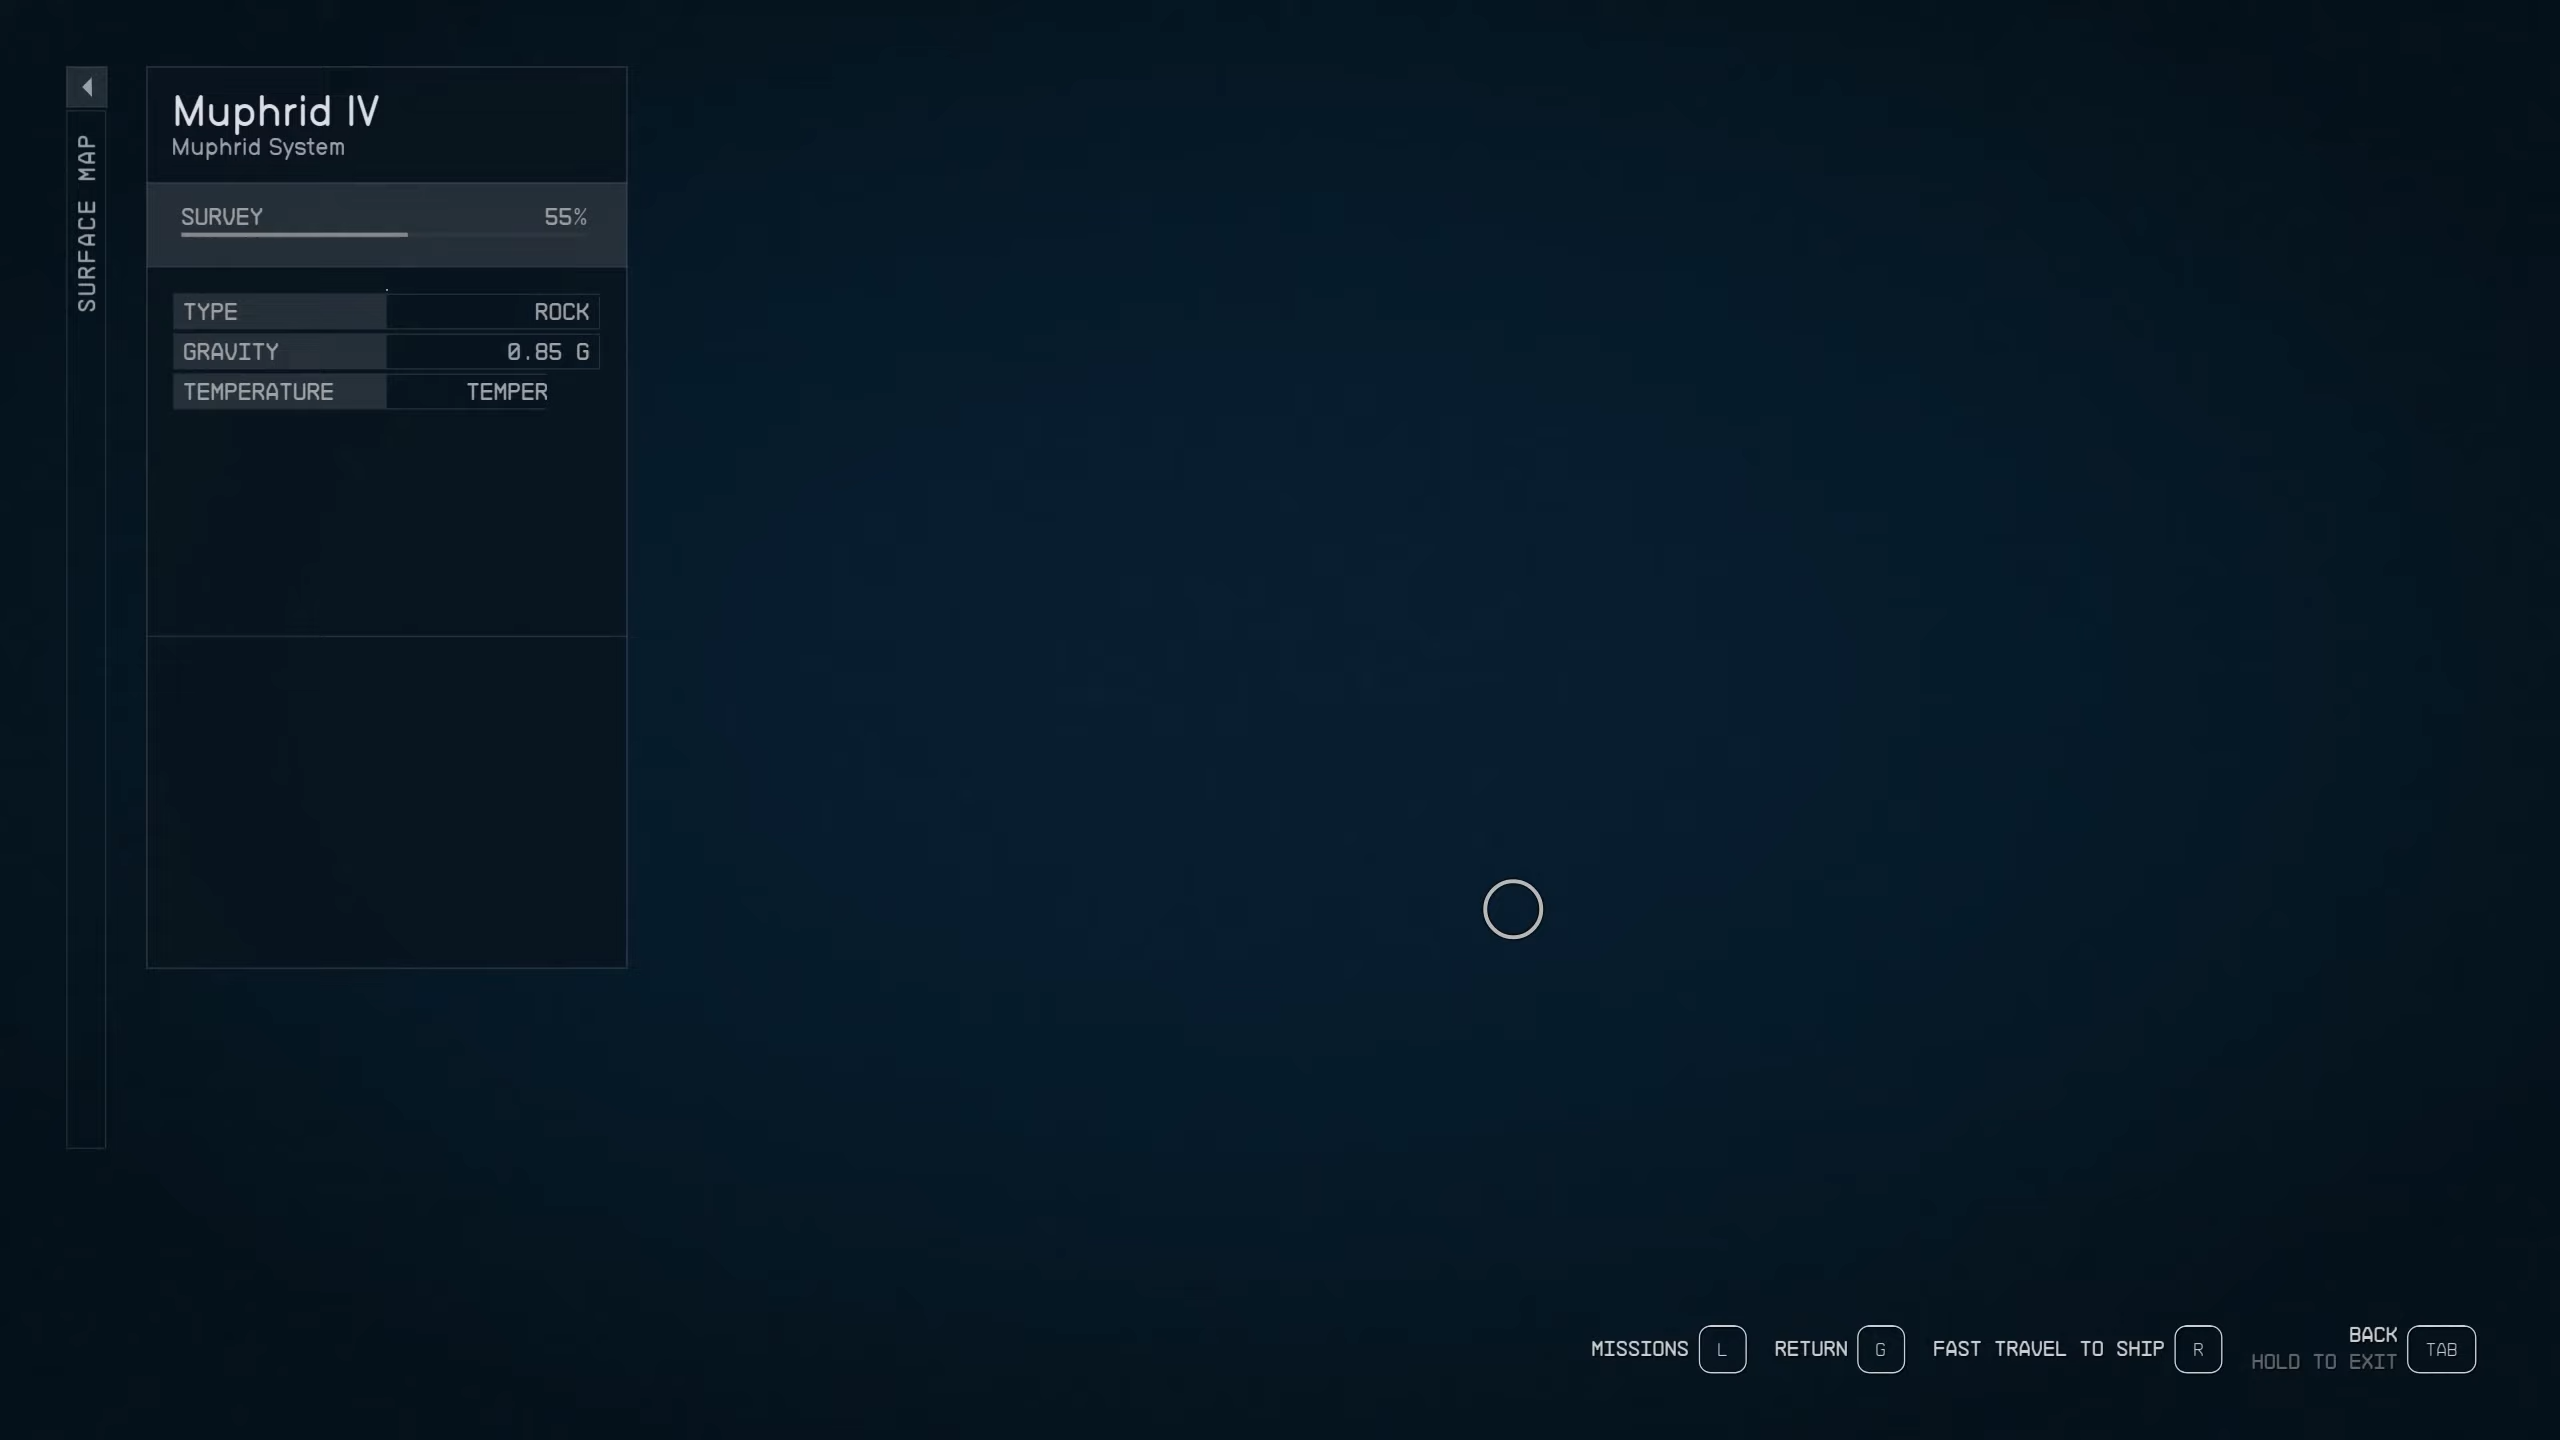 SURFACE MAP
Muphrid IV
Muphrid System
SURVEY 55%
TYPE ROCK
GRAVITY 0.85 G
TEMPERATURE TEMPER
MISSIONS L RETURN G FAST TRAVEL TO SHIP R BACK TAB
HOLD TO EXIT